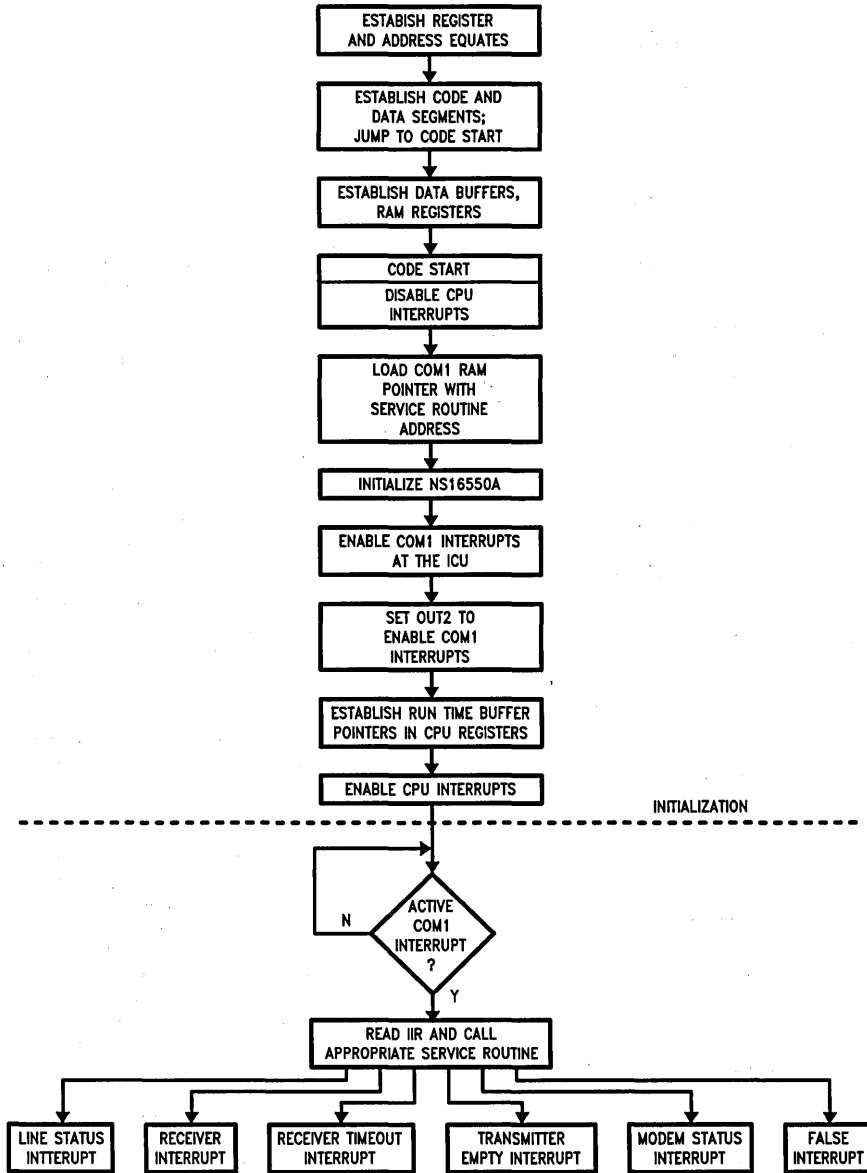 ESTABISH REGISTER
AND ADDRESS EQUATES
ESTABLISH CODE AND
DATA SEGMENTS;
JUMP TO CODE START
ESTABLISH DATA BUFFERS,
RAM REGISTERS
CODE START
DISABLE CPU
INTERRUPTS
LOAD COM1 RAM
POINTER WITH
SERVICE ROUTINE
ADDRESS
INITIALIZE NS16550A
ENABLE COM1 INTERRUPTS
AT THE ICU
SET OUT2 TO
ENABLE COM1
INTERRUPTS
ESTABLISH RUN TIME BUFFER
POINTERS IN CPU REGISTERS
ENABLE CPU INTERRUPTS
INITIALIZATION
ACTIVE
COM1
INTERRUPT
?
N
Y
READ IIR AND CALL
APPROPRIATE SERVICE ROUTINE
LINE STATUS
INTTERUPT
RECEIVER
INTERRUPT
RECEIVER TIMEOUT
INTERRUPT
TRANSMITTER
EMPTY INTERRUPT
MODEM STATUS
INTERRUPT
FALSE
INTERRUPT